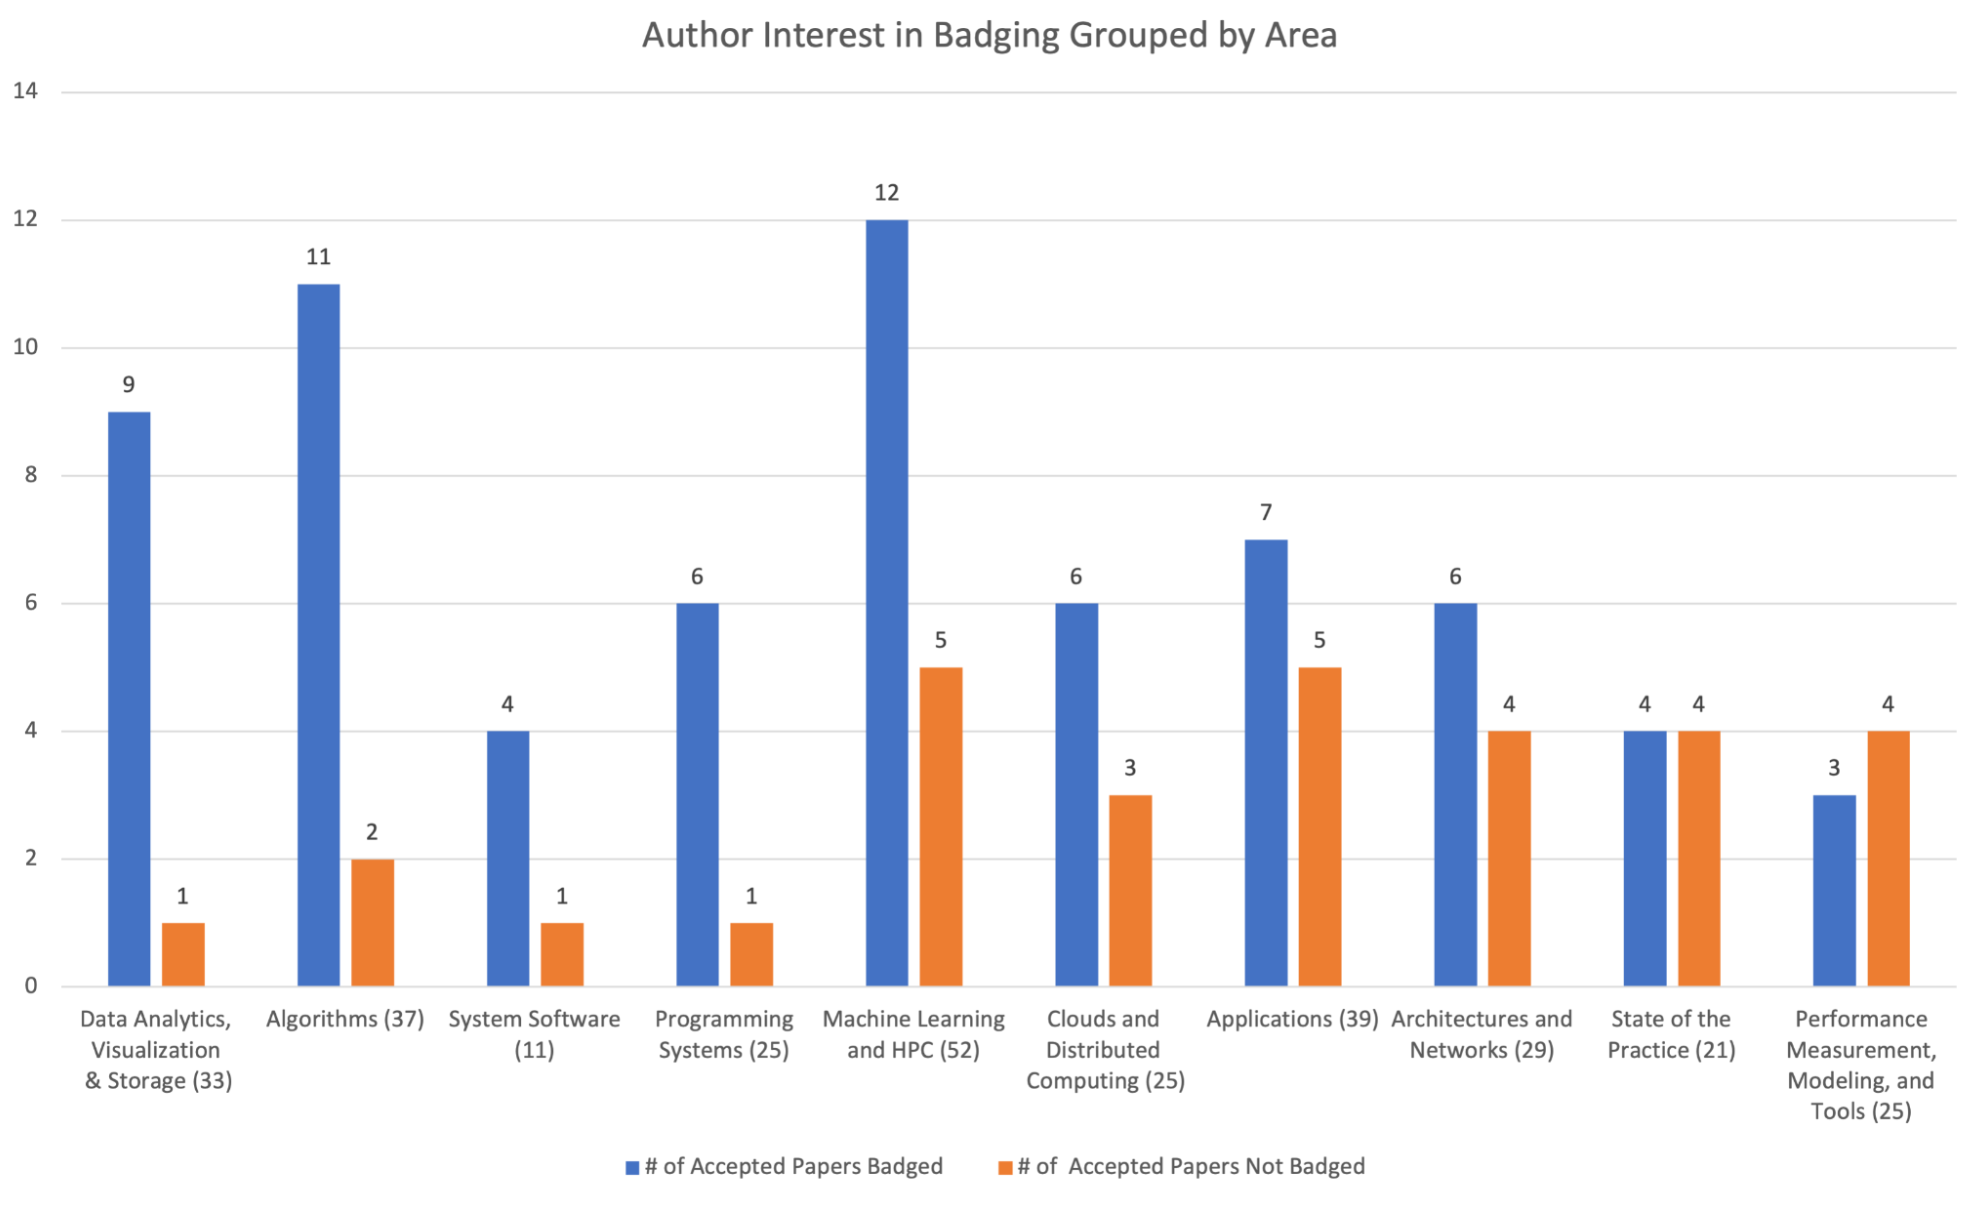 Author Interest in Badging Grouped by Area
14
12
10
8
6
4
2
0
9
1
11
2
4
1
6
1
12
5
6
3
7
5
6
4
4
4
3
4
Data Analytics,
Visualization
& Storage (33)
Algorithms (37)
System Software
(11)
Programming
Systems (25)
Machine Learning
and HPC (52)
Clouds and
Distributed
Computing (25)
Applications (39)
Architectures and
Networks (29)
State of the
Practice (21)
Performance
Measurement,
Modeling, and
Tools (25)
# of Accepted Papers Badged
# of  Accepted Papers Not Badged